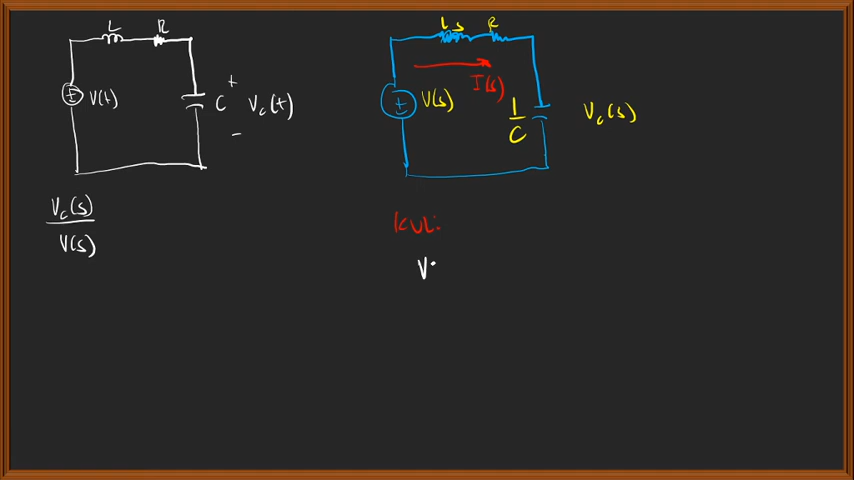 L R
V(t)
C + Vc(t) -
Vc(s)
V(s)
Ls R
I(s)
V(s)
1
C
Vc(s)
KVL:
V